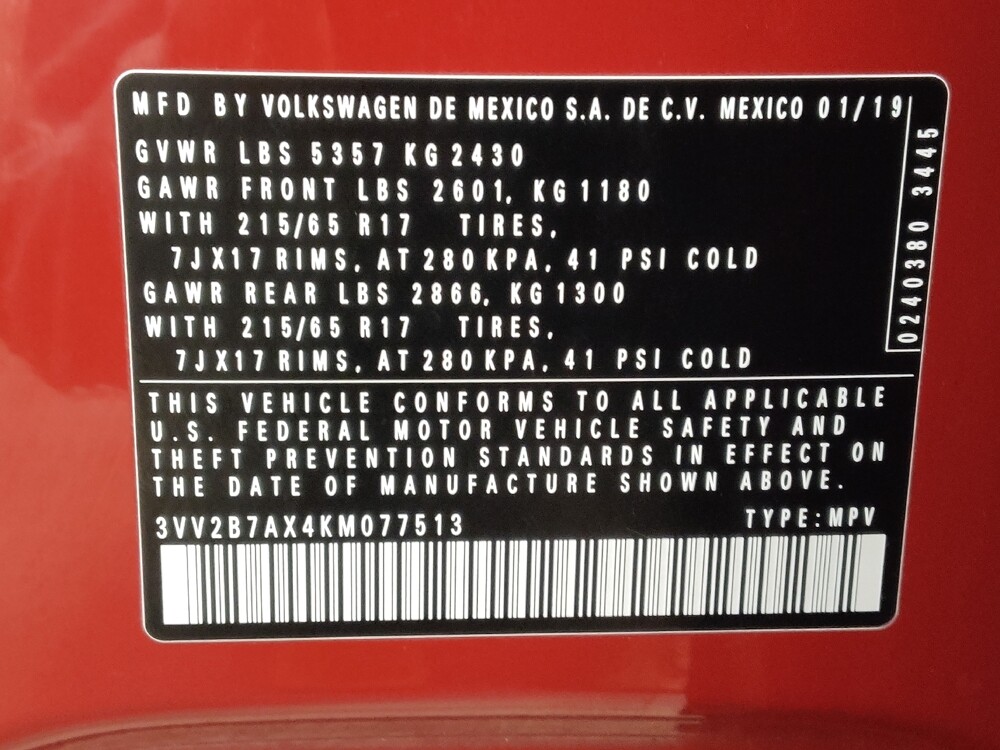 MFD BY VOLKSWAGEN DE MEXICO S.A. DE C.V. MEXICO 01/19
GVWR LBS 5357 KG 2430
GAWR FRONT LBS 2601, KG 1180
WITH 215/65 R17 TIRES,
7JX17 RIMS, AT 280 KPA, 41 PSI COLD
GAWR REAR LBS 2866, KG 1300
WITH 215/65 R17 TIRES,
7JX17 RIMS, AT 280 KPA, 41 PSI COLD
0240380 3445
THIS VEHICLE CONFORMS TO ALL APPLICABLE
U.S. FEDERAL MOTOR VEHICLE SAFETY AND
THEFT PREVENTION STANDARDS IN EFFECT ON
THE DATE OF MANUFACTURE SHOWN ABOVE.
3VV2B7AX4KM077513 TYPE:MPV